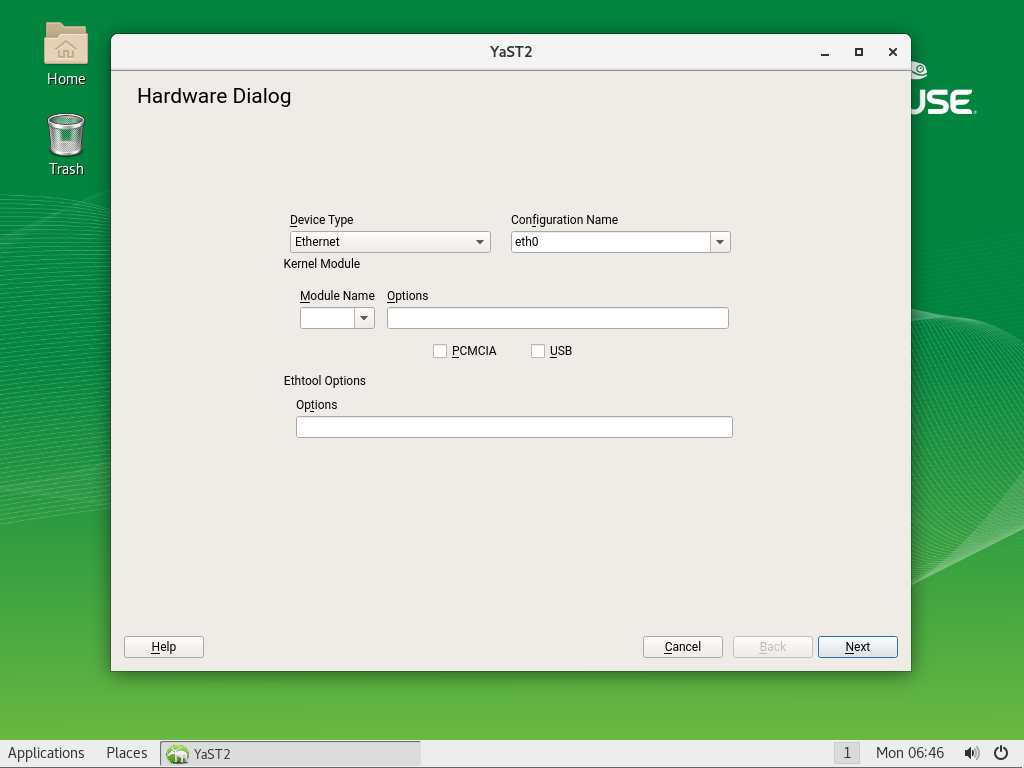 YaST2
Home
Hardware Dialog
USE
Trash
Device Type
Configuration Name
Ethernet
eth0
Kernel Module
Module Name
Options
PCMCIA
USB
Ethtool Options
Options
Help
Cancel
Back
Next
Applications
Places
YaST2
1
Mon 06:46